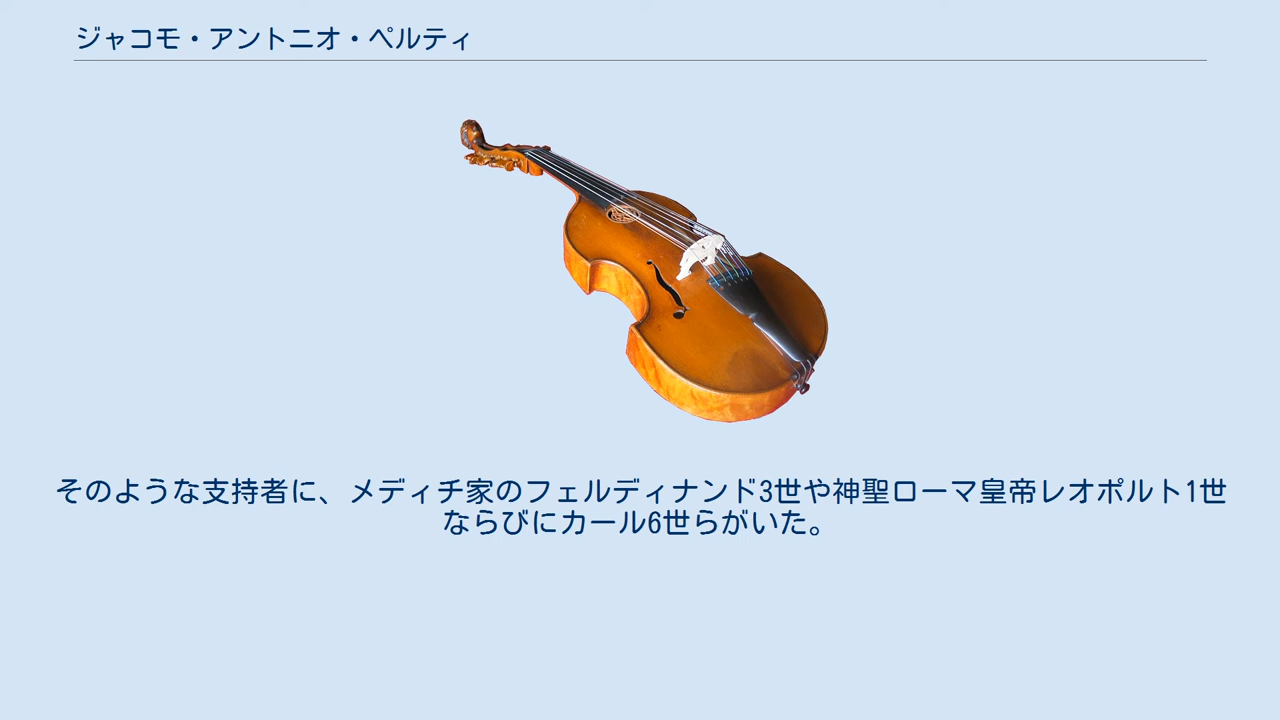 ジャコモ・アントニオ・ペルティ
そのような支持者に、メディチ家のフェルディナンド3世や神聖ローマ皇帝レオポルト1世
ならびにカール6世らがいた。